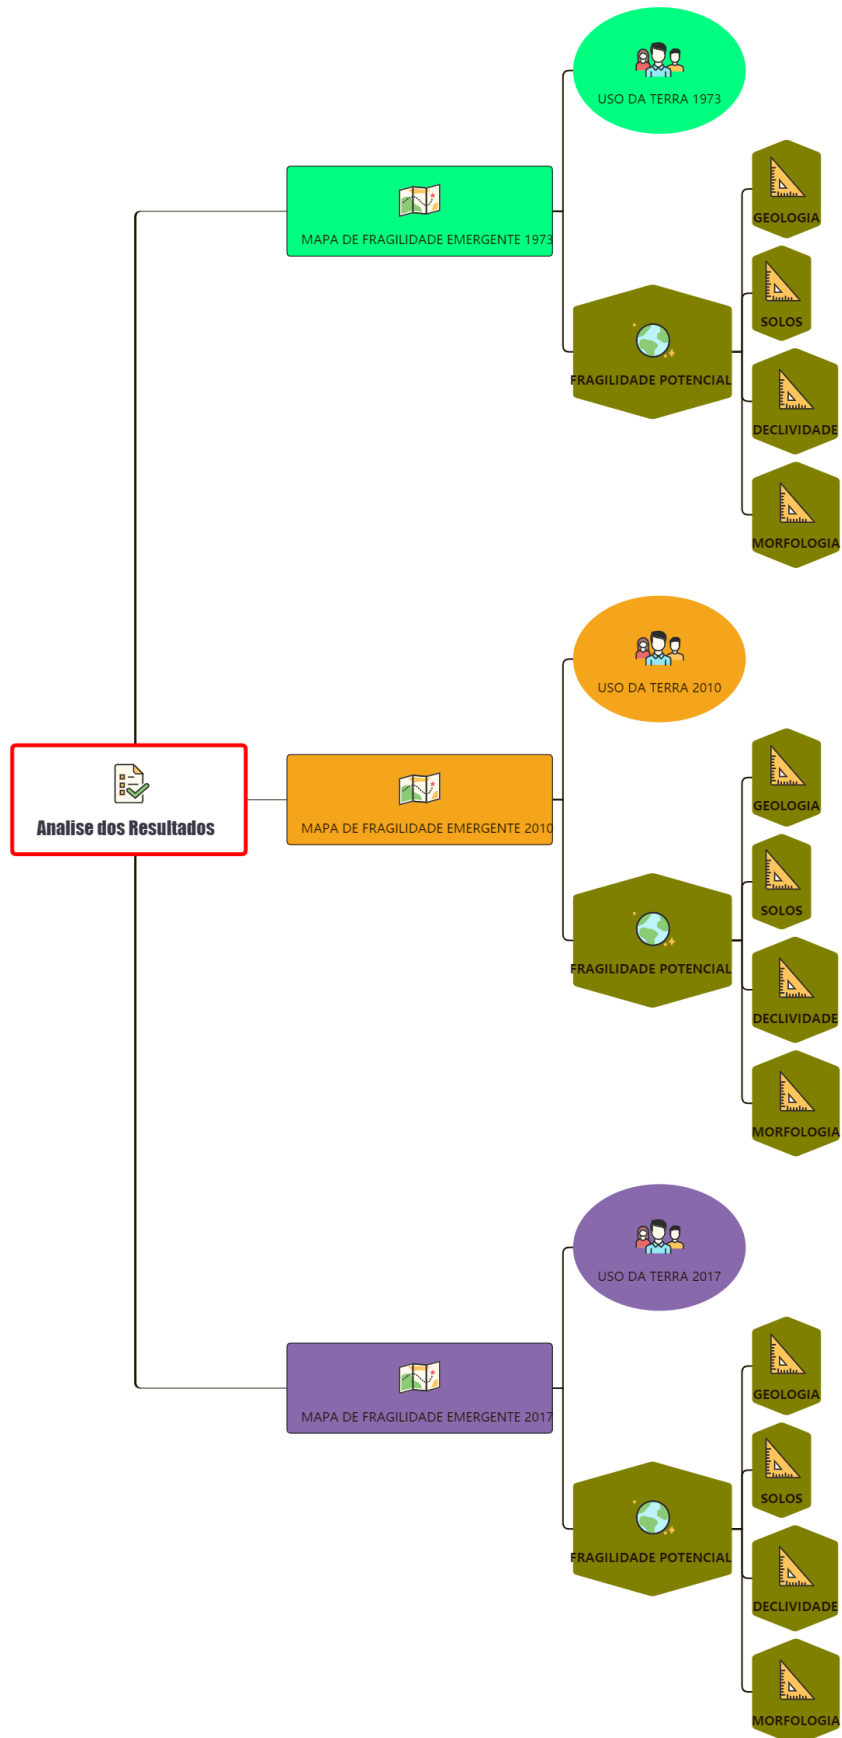 USO DA TERRA 1973
MAPA DE FRAGILIDADE EMERGENTE 1973
GEOLOGIA
SOLOS
FRAGILIDADE POTENCIAL
DECLIVIDADE
MORFOLOGIA
USO DA TERRA 2010
Analise dos Resultados
MAPA DE FRAGILIDADE EMERGENTE 2010
GEOLOGIA
SOLOS
FRAGILIDADE POTENCIAL
DECLIVIDADE
MORFOLOGIA
USO DA TERRA 2017
MAPA DE FRAGILIDADE EMERGENTE 2017
GEOLOGIA
SOLOS
FRAGILIDADE POTENCIAL
DECLIVIDADE
MORFOLOGIA